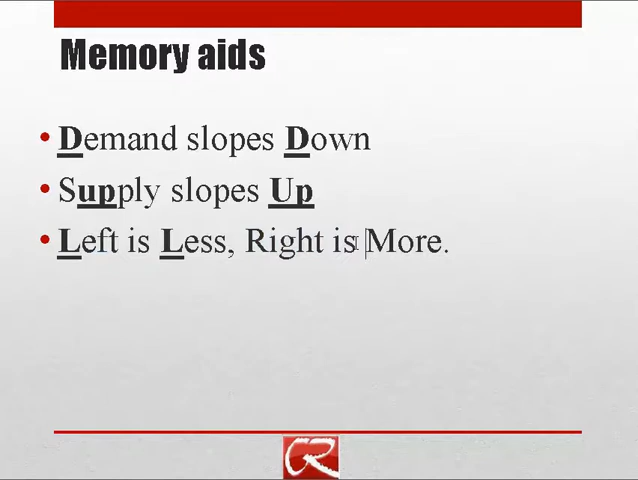 Memory aids
• Demand slopes Down
• Supply slopes Up
• Left is Less, Right is More.
R